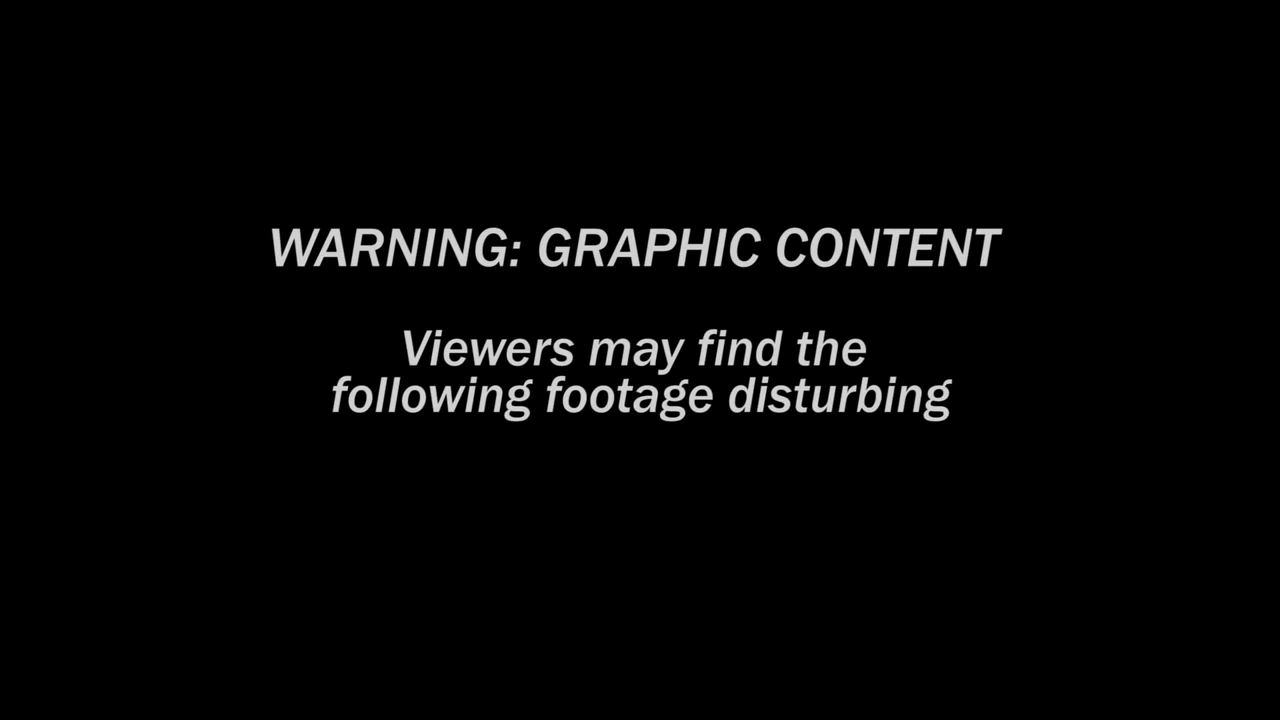 WARNING: GRAPHIC CONTENT
Viewers may find the
following footage disturbing